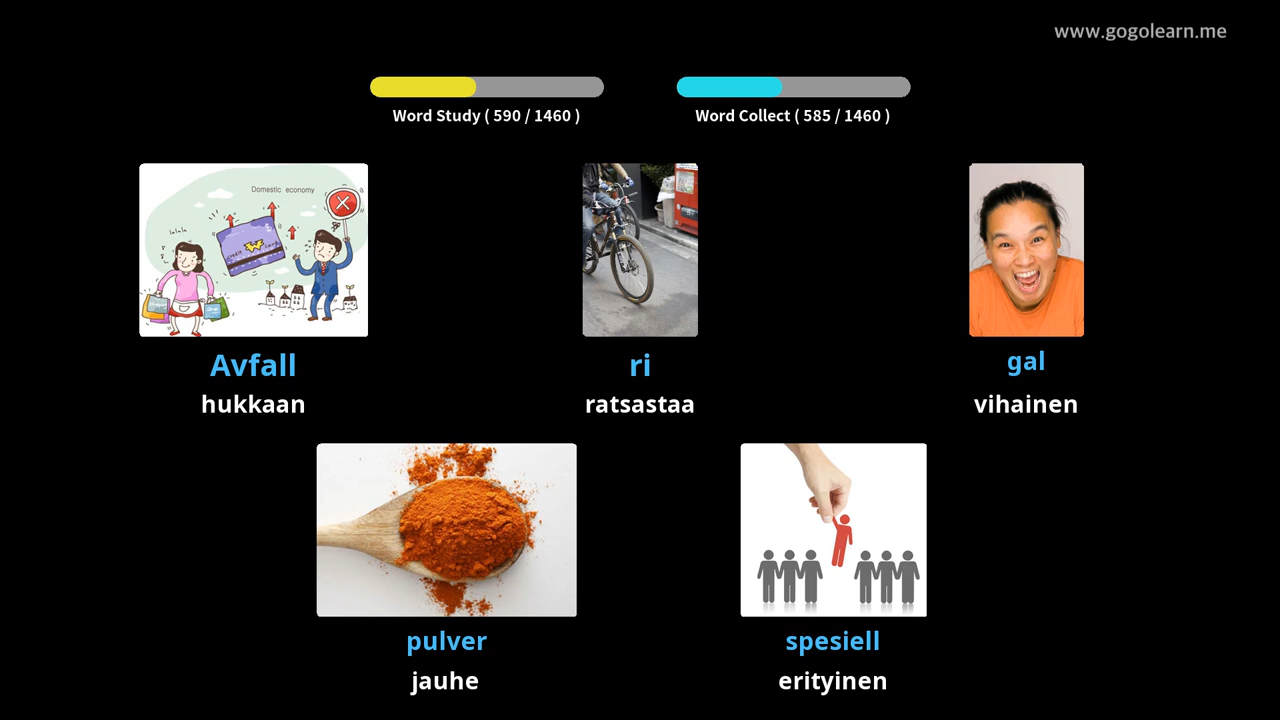 www.gogolearn.me
Word Study ( 590 / 1460 )
Word Collect ( 585 / 1460 )
Domestic economy
lalala
Avfall
hukkaan
ri
ratsastaa
gal
vihainen
pulver
jauhe
spesiell
erityinen